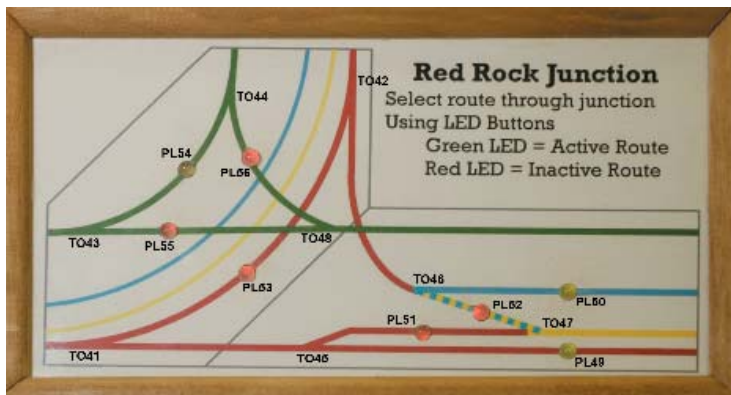 Red Rock Junction
Select route through junction
Using LED Buttons
Green LED = Active Route
Red LED = Inactive Route
TO42
TO44
PL54
PL56
TO43
PL55
TO48
PL53
TO46
PL50
PL52
PL51
TO47
TO41
TO45
PL49